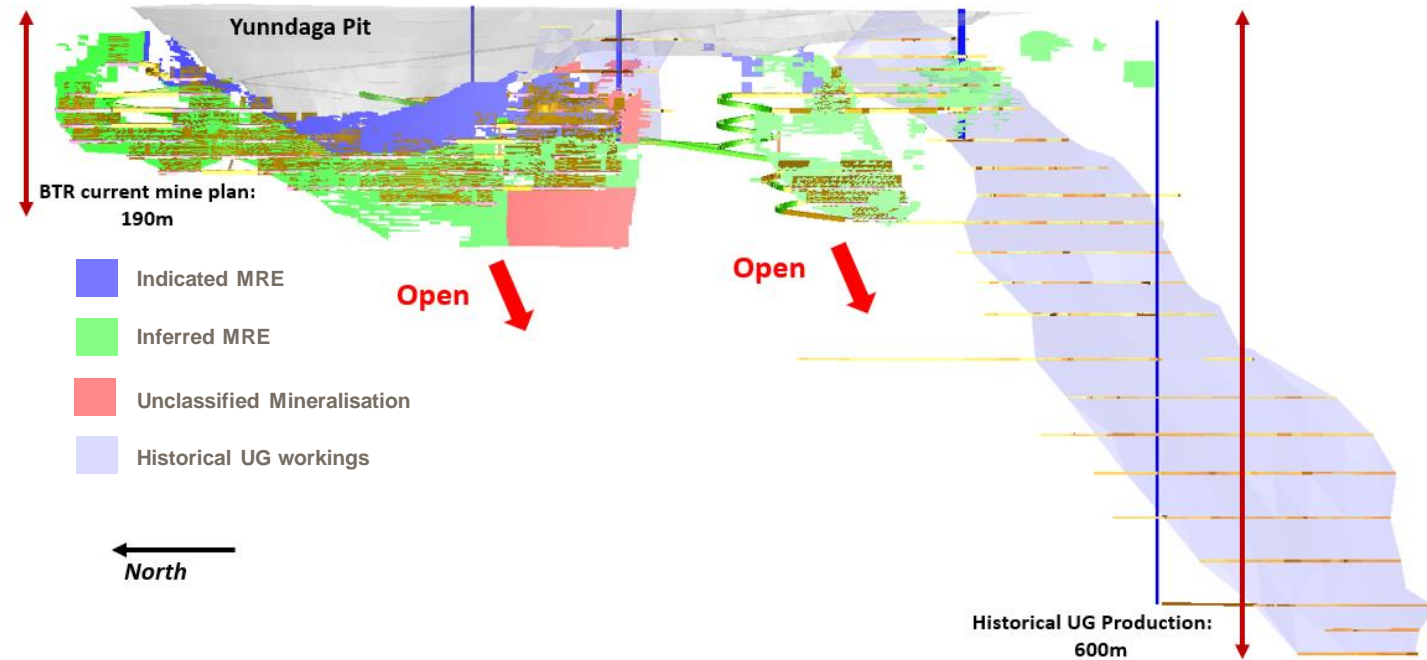 Yunndaga Pit
BTR current mine plan:
190m
Open
Open
Indicated MRE
Inferred MRE
Unclassified Mineralisation
Historical UG workings
North
Historical UG Production:
600m